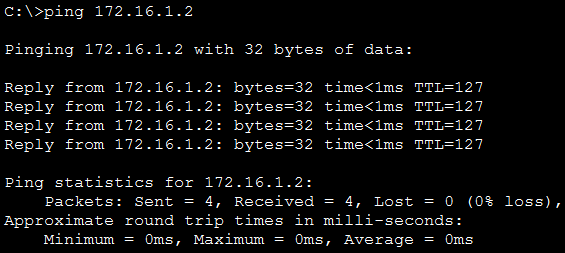 C:\>ping 172.16.1.2
Pinging 172.16.1.2 with 32 bytes of data:
Reply from 172.16.1.2: bytes=32 time<1ms TTL=127
Reply from 172.16.1.2: bytes=32 time<1ms TTL=127
Reply from 172.16.1.2: bytes=32 time<1ms TTL=127
Reply from 172.16.1.2: bytes=32 time<1ms TTL=127
Ping statistics for 172.16.1.2:
    Packets: Sent = 4, Received = 4, Lost = 0 (0% loss),
Approximate round trip times in milli-seconds:
    Minimum = 0ms, Maximum = 0ms, Average = 0ms